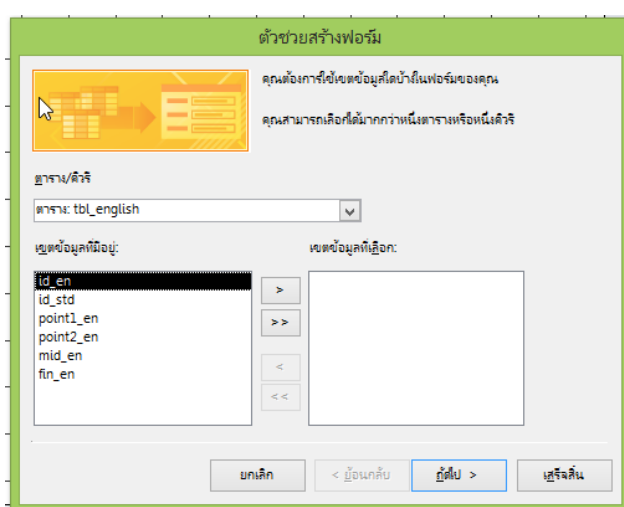 ตัวช่วยสร้างฟอร์ม
คุณต้องการใช้เขตข้อมูลใดบ้างในฟอร์มของคุณ
คุณสามารถเลือกได้มากกว่าหนึ่งตารางหรือหนึ่งคิวรี
ตาราง/คิวรี
ตาราง: tbl_english
เขตข้อมูลที่มีอยู่:
เขตข้อมูลที่เลือก:
id_en
id_std
point1_en
point2_en
mid_en
fin_en
>
>>
<
<<
ยกเลิก
< ย้อนกลับ
ถัดไป >
เสร็จสิ้น